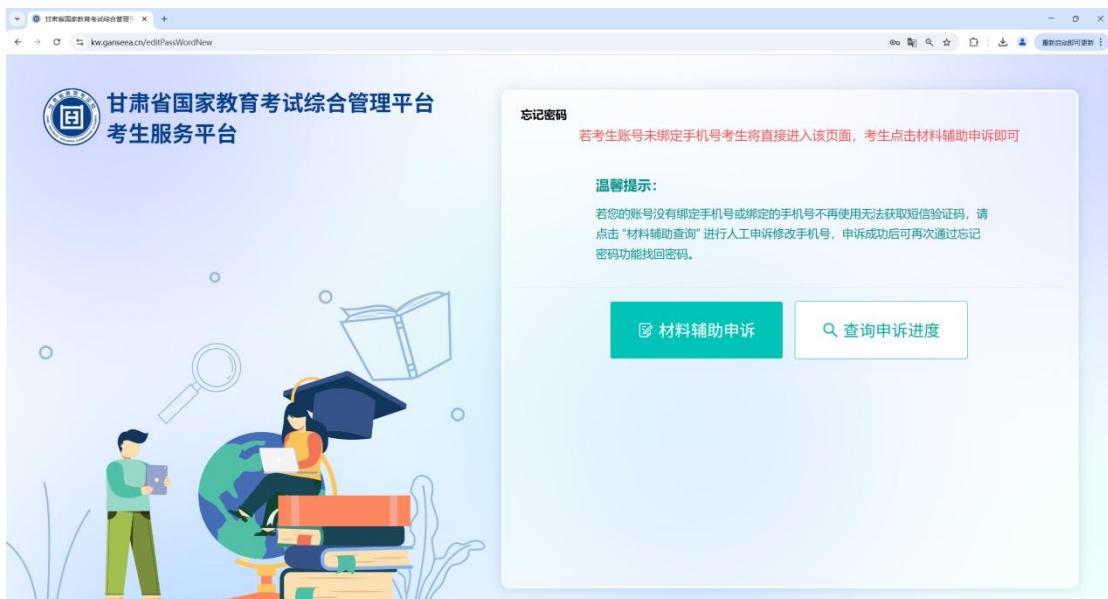 甘肃省国家教育考试综合管理平
kw.ganseea.cn/editPassWordNew
重新启动即可更新
甘肃省国家教育考试综合管理平台
考生服务平台
忘记密码
若考生账号未绑定手机号考生将直接进入该页面，考生点击材料辅助申诉即可
温馨提示：
若您的账号没有绑定手机号或绑定的手机号不再使用无法获取短信验证码，请
点击“材料辅助查询”进行人工申诉修改手机号，申诉成功后可再次通过忘记
密码功能找回密码。
材料辅助申诉
查询申诉进度